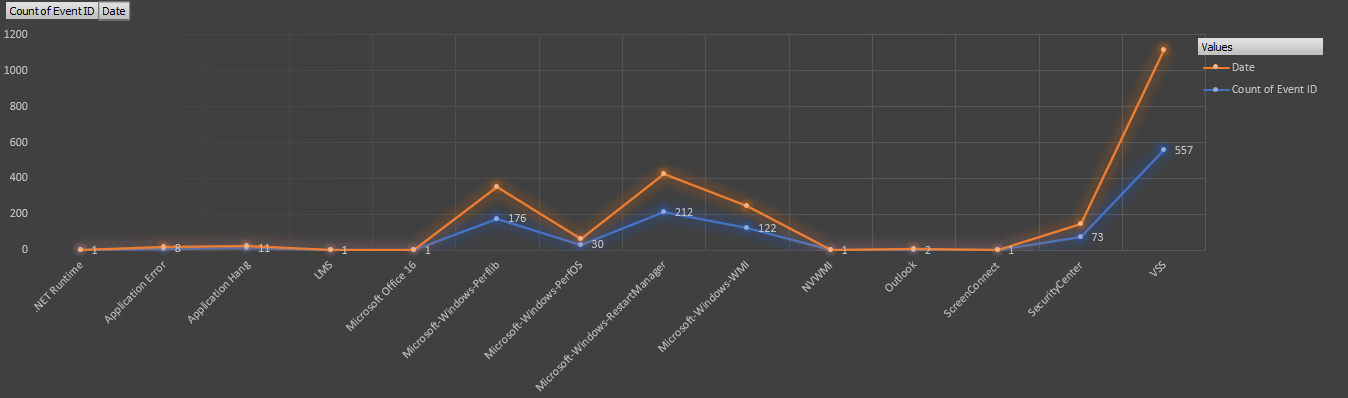 Count of Event ID Date
1200
1000
800
600
400
200
0
Values
Date
Count of Event ID
1 8 11 1 1 176 30 212 122 1 2 1 73 557
.NET Runtime
Application Error
Application Hang
LMS
Microsoft Office 16
Microsoft-Windows-Perflib
Microsoft-Windows-PerfOS
Microsoft-Windows-RestartManager
Microsoft-Windows-WMI
NVWMI
Outlook
ScreenConnect
SecurityCenter
VSS